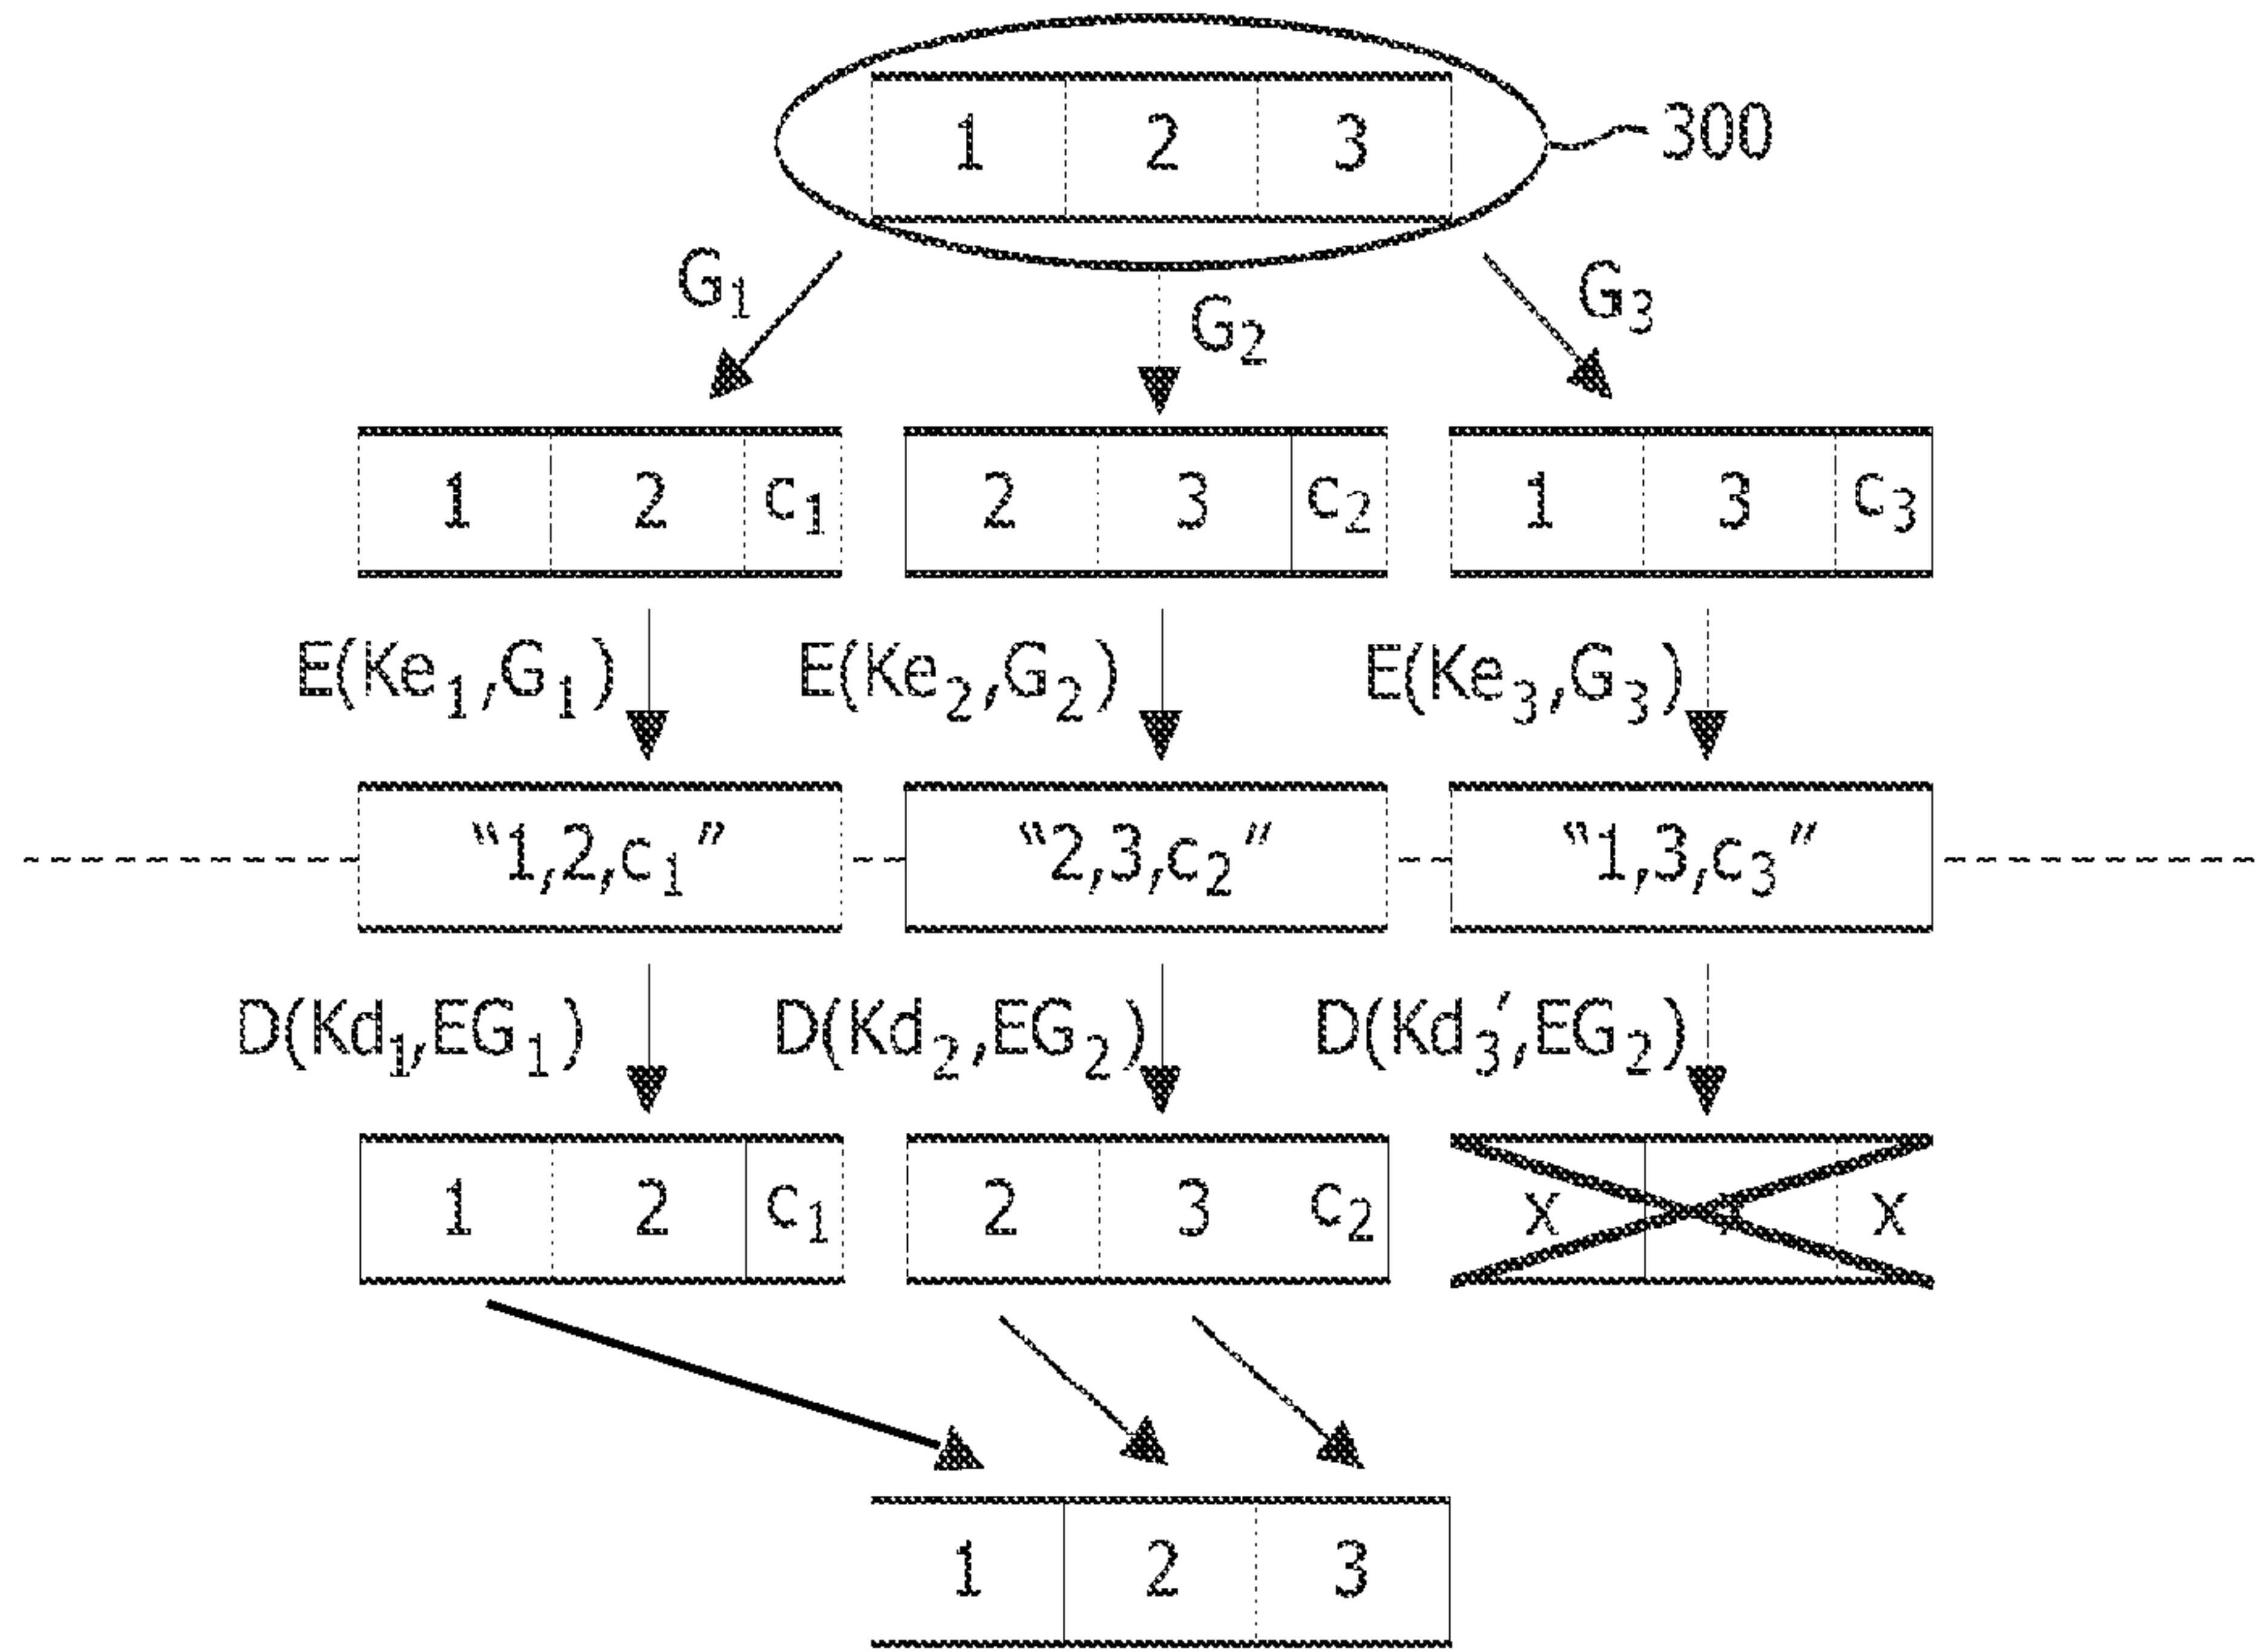 1 2 3 300
G1 G2 G3
1 2 c1 2 3 c2 1 3 c3
E(Ke1,G1) E(Ke2,G2) E(Ke3,G3)
“1,2,c1” “2,3,c2” “1,3,c3”
D(Kd1,EG1) D(Kd2,EG2) D(Kd3′,EG2)
1 2 c1 2 3 c2 x x
1 2 3